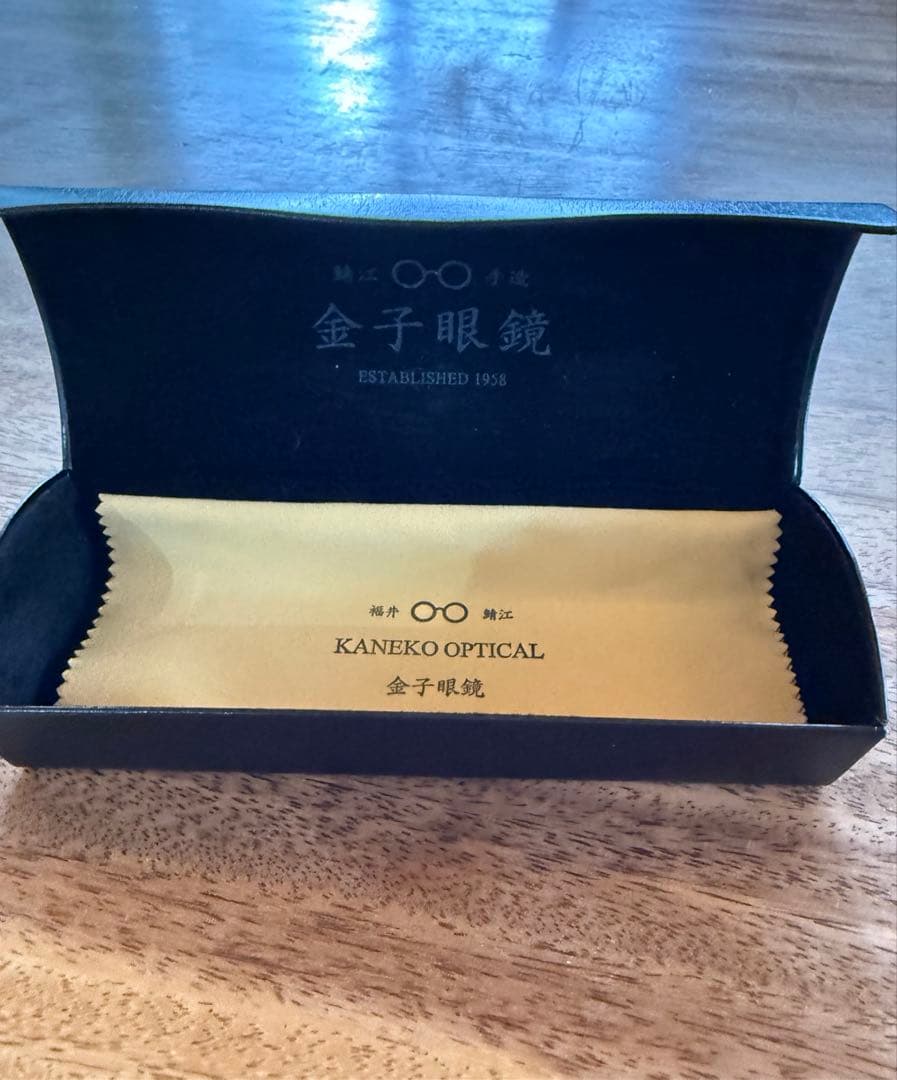 鯖江 手造
金子眼鏡
ESTABLISHED 1958
福井 鯖江
KANEKO OPTICAL
金子眼鏡